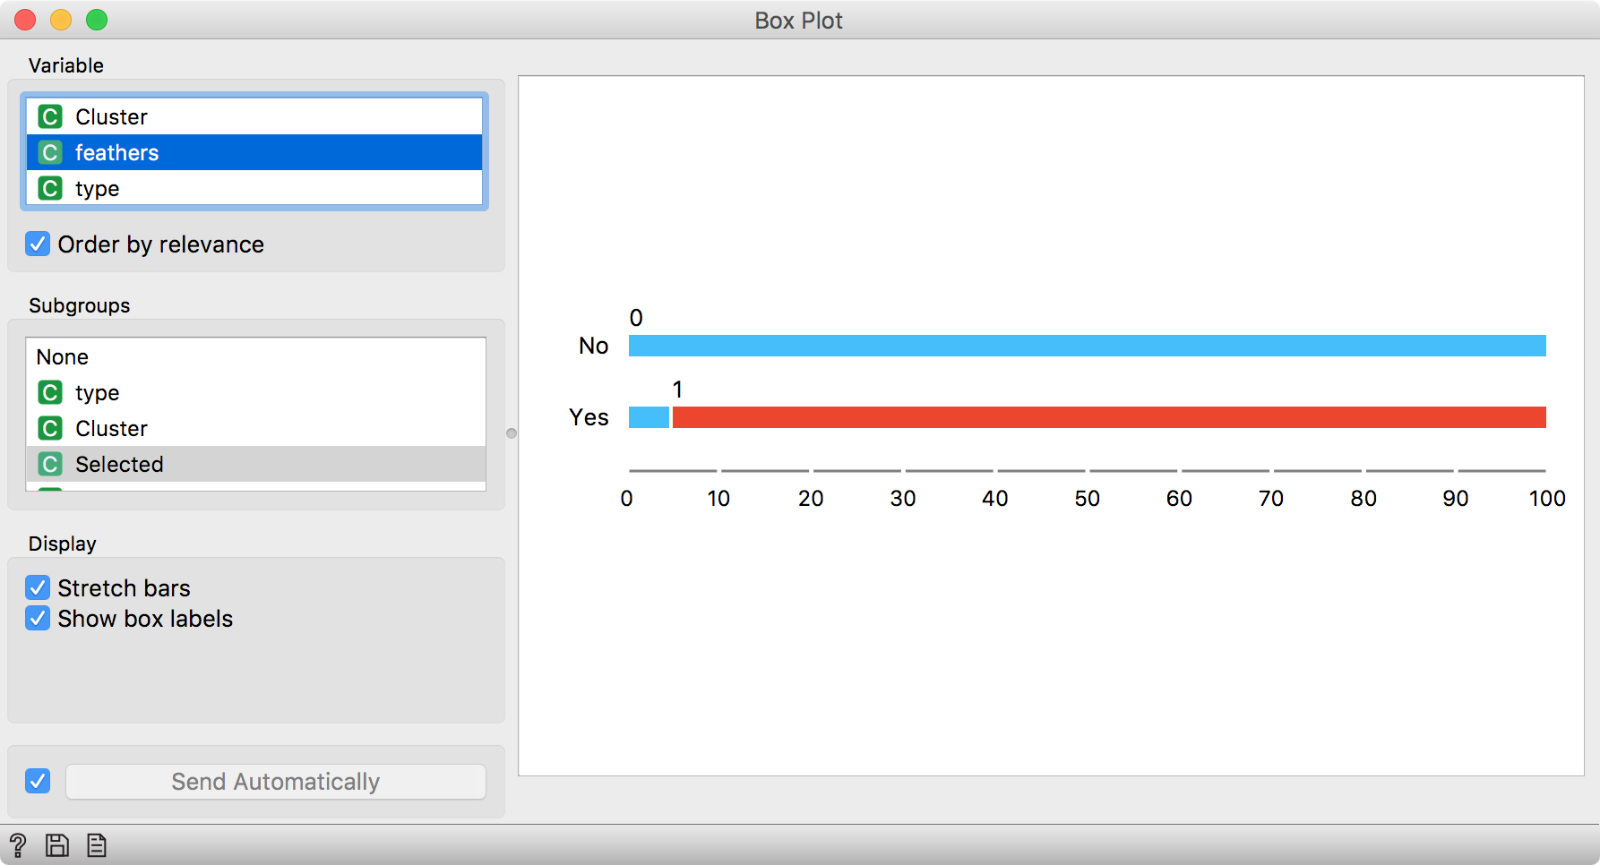 Box Plot
Variable
C Cluster
C feathers
C type
Order by relevance
Subgroups
None
C type
C Cluster
C Selected
Display
Stretch bars
Show box labels
Send Automatically
0
No
1
Yes
0 10 20 30 40 50 60 70 80 90 100
?